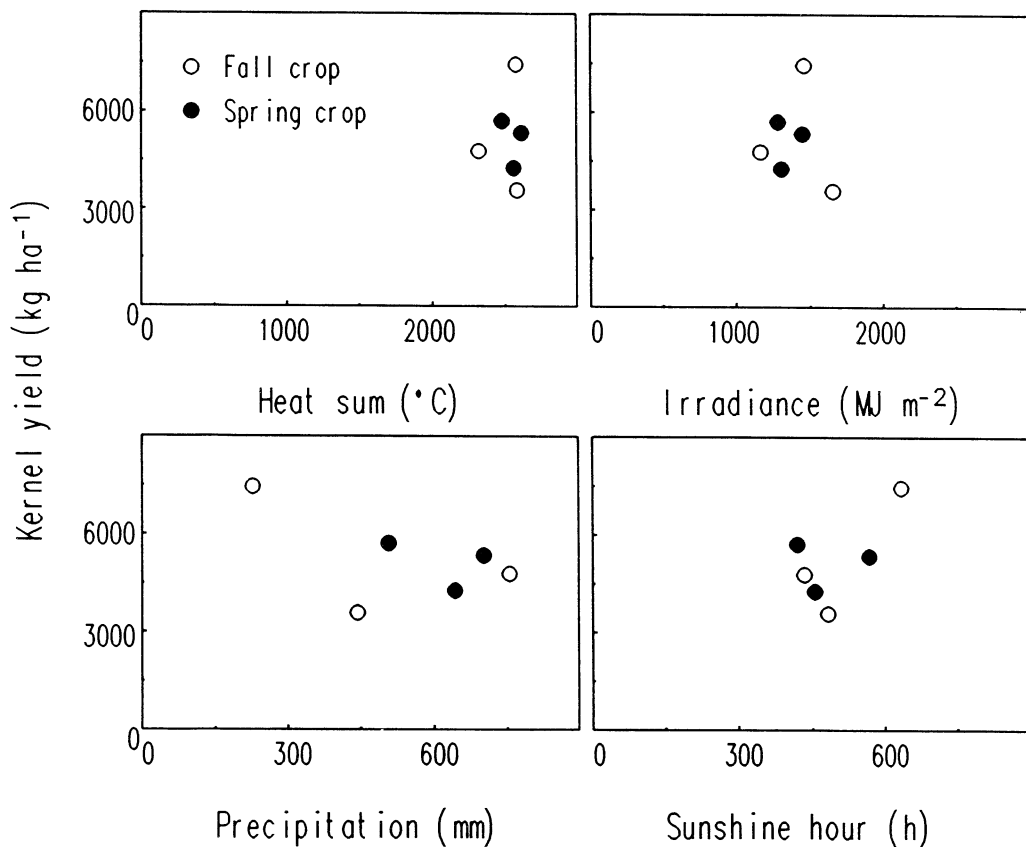 Fall crop
Spring crop
Kernel yield (kg ha⁻¹)
6000
3000
0
0 1000 2000
0 1000 2000
Heat sum (°C)
Irradiance (MJ m⁻²)
6000
3000
0
0 300 600
0 300 600
Precipitation (mm)
Sunshine hour (h)